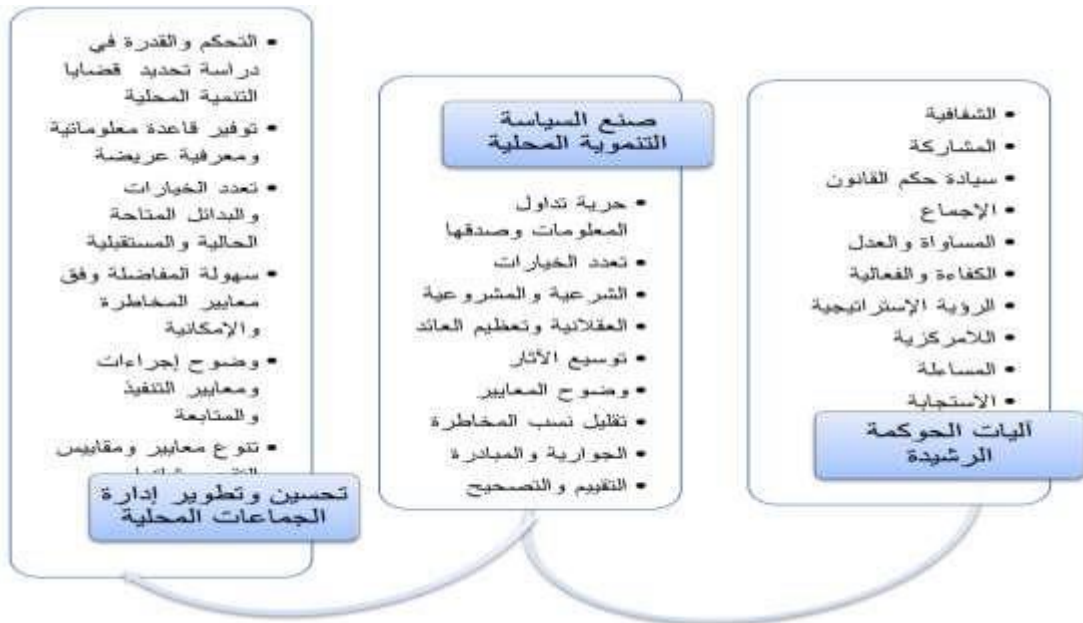 الشفافية
المشاركة
سيادة حكم القانون
الإجماع
المساواة والعدل
الكفاءة والفعالية
الرؤية الإستراتيجية
اللامركزية
المساءلة
الاستجابة
آليات الحوكمة
الرشيدة
صنع السياسة
التنموية المحلية
حرية تداول
المعلومات وصدقها
تعدد الخيارات
الشرعية والمشروعية
العقلانية وتعظيم العائد
توسيع الآثار
وضوح المعايير
تقليل نسب المخاطرة
الجوارية والمبادرة
التقييم والتصحيح
التحكم والقدرة في
دراسة تحديد قضايا
التنمية المحلية
توفير قاعدة معلوماتية
ومعرفية عريضة
تعدد الخيارات
والبدائل المتاحة
الحالية والمستقبلية
سهولة المفاضلة وفق
معايير المخاطرة
والإمكانية
وضوح إجراءات
ومعايير التنفيذ
والمتابعة
تنوع معايير ومقاييس
تحسين وتطوير إدارة
الجماعات المحلية